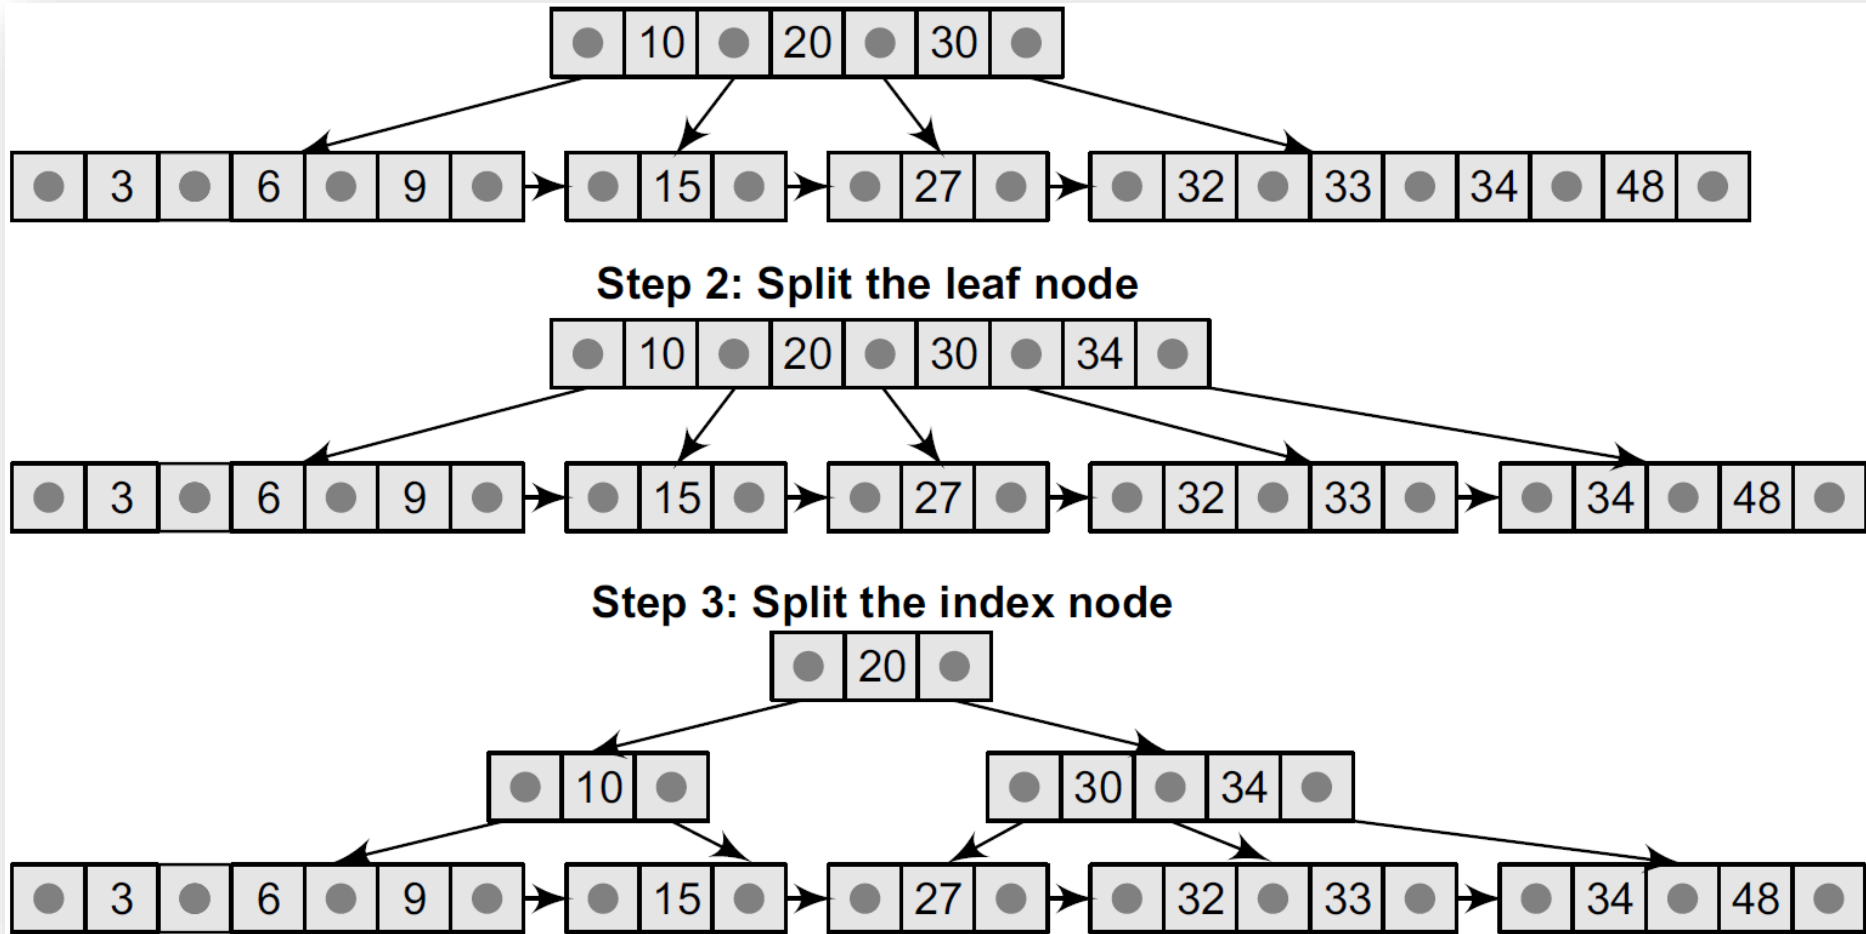 10 20 30
3 6 9 15 27 32 33 34 48
Step 2: Split the leaf node
10 20 30 34
3 6 9 15 27 32 33 34 48
Step 3: Split the index node
20
10 30 34
3 6 9 15 27 32 33 34 48